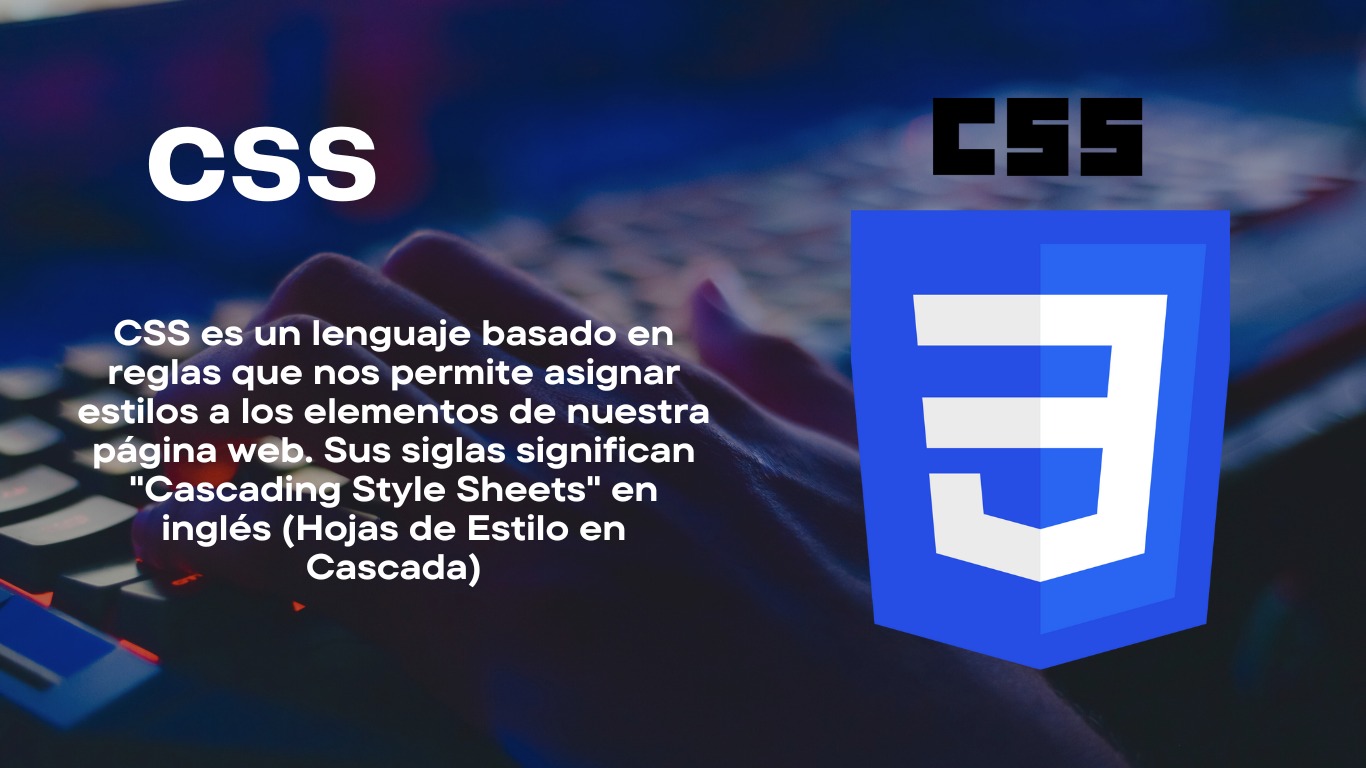 CSS
CSS es un lenguaje basado en
reglas que nos permite asignar
estilos a los elementos de nuestra
página web. Sus siglas significan
"Cascading Style Sheets" en
inglés (Hojas de Estilo en
Cascada)
CSS
3